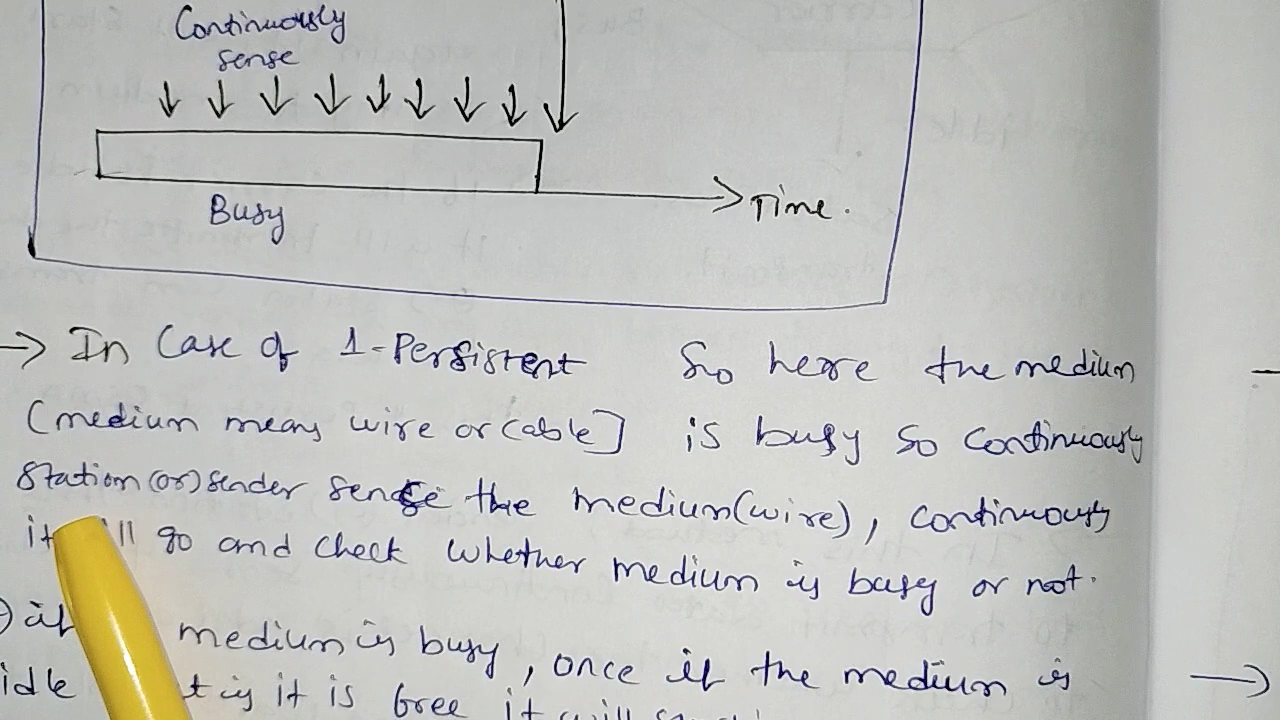 Continuously
sense
Busy
Time.
→ In Case of 1-Persistent So here the medium
(medium means wire or cable] is busy so continuously
Station (or) sender sense the medium (wire), continuously
it go and check whether medium is busy or not.
if medium is busy, once if the medium is
idle it is free it will